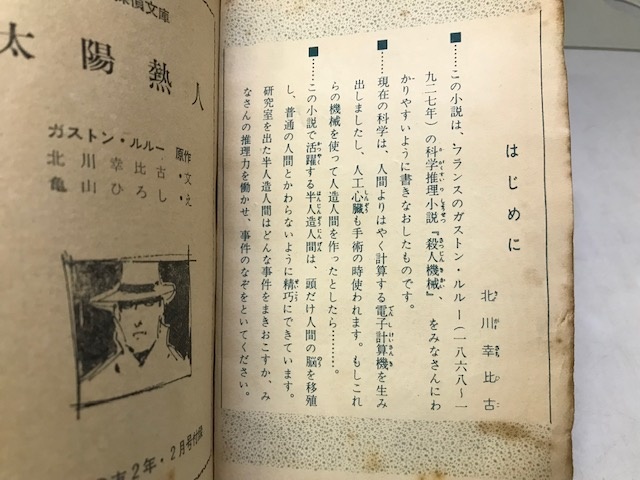 はじめに
北川幸比古
■……この小説は、フランスのガストン・ルルー(一八六八〜一
九二七年)の科学推理小説『殺人機械』、をみなさんにわ
かりやすいように書きなおしたものです。
■……現在の科学は、人間よりはやく計算する電子計算機を生み
出しましたし、人工心臓も手術の時使われます。もしこれ
らの機械を使って人造人間を作ったとしたら………。
■……この小説で活躍する半人造人間は、頭だけ人間の脳を移殖
し、普通の人間とかわらないように精巧にできています。
研究室を出た半人造人間はどんな事件をまきおこすか、み
なさんの推理力を働かせ、事件のなぞをといてください。
探偵文庫
太陽熱人
ガストン・ルルー 原作
北川幸比古・文
亀山ひろし・え
2年・2月号付録